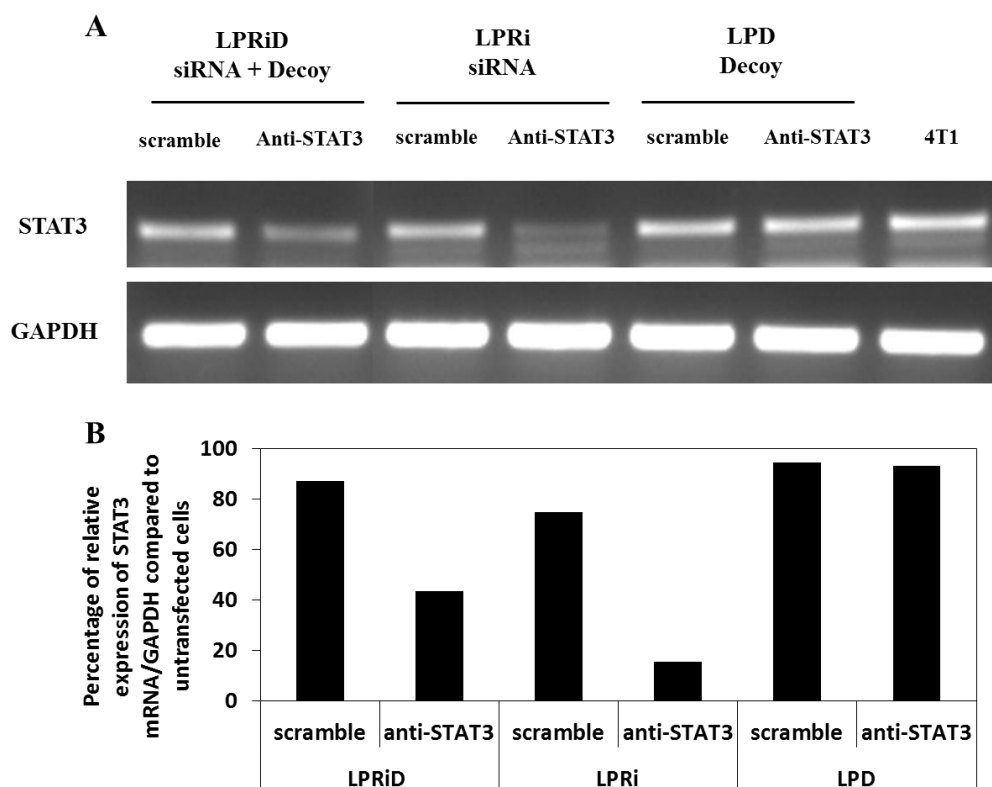 A
LPRiD
siRNA + Decoy
LPRi
siRNA
LPD
Decoy
scramble Anti-STAT3 scramble Anti-STAT3 scramble Anti-STAT3 4T1
STAT3
GAPDH
B
Percentage of relative
expression of STAT3
mRNA/GAPDH compared to
untransfected cells
100
80
60
40
20
0
scramble anti-STAT3 scramble anti-STAT3 scramble anti-STAT3
LPRiD LPRi LPD